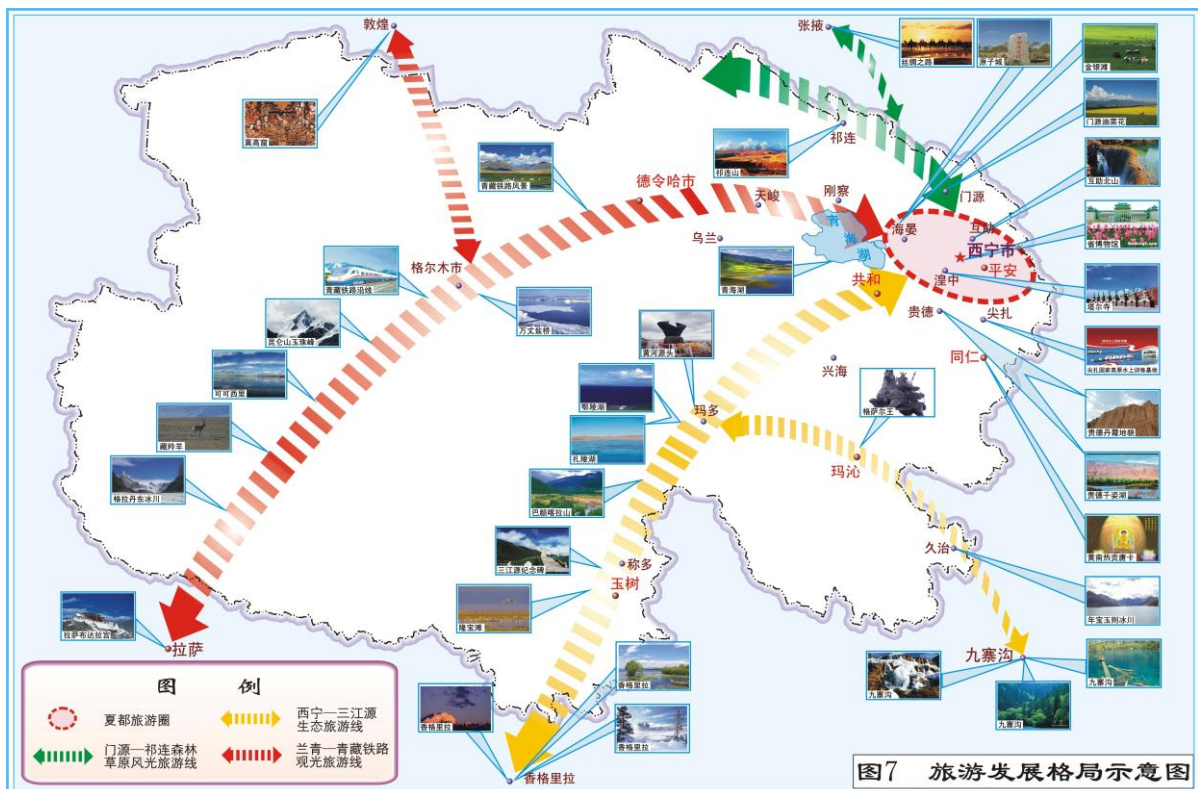 敦煌
张掖
丝绸之路
原子城
金银滩
门源油菜花
莫高窟
祁连
祁连山
青藏铁路风景
德令哈市
天峻
刚察
门源
互助北山
乌兰
青海湖
海晏
互助
西宁市
平安
湟中
省博物馆
格尔木市
青藏铁路沿线
万丈盐桥
青海湖
共和
塔尔寺
昆仑山玉珠峰
贵德
尖扎
黄河源头
尖扎国家高原水上训练基地
兴海
同仁
可可西里
鄂陵湖
格萨尔王
玛多
贵德丹霞地貌
藏羚羊
扎陵湖
玛沁
贵德千姿湖
格拉丹东冰川
巴颜喀拉山
三江源纪念碑
称多
久治
黄南热贡唐卡
玉树
隆宝滩
年宝玉则冰川
拉萨布达拉宫
拉萨
九寨沟
九寨沟
九寨沟
九寨沟
香格里拉
香格里拉
香格里拉
香格里拉
图 例
夏都旅游圈
西宁—三江源
生态旅游线
门源—祁连森林
草原风光旅游线
兰青—青藏铁路
观光旅游线
图7 旅游发展格局示意图